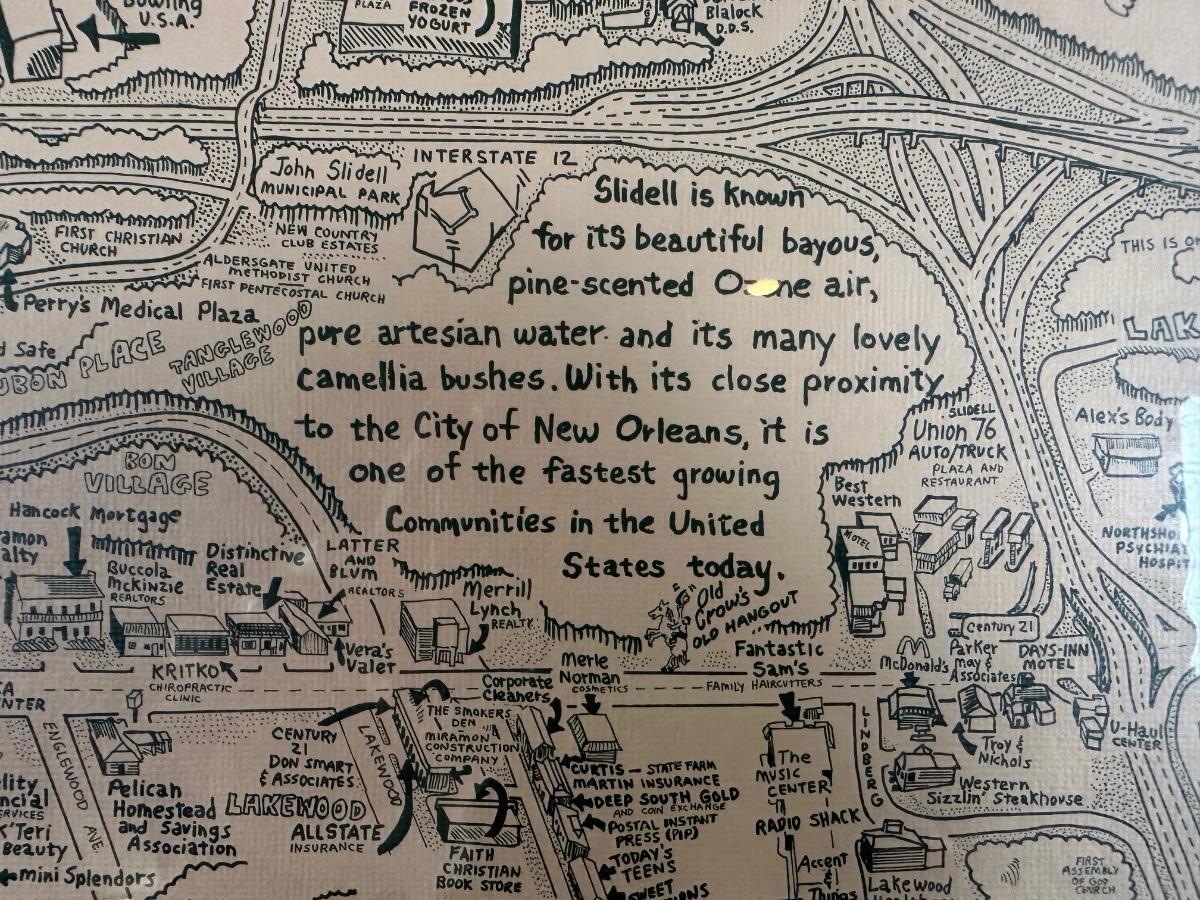 Bowling
U.S.A.
PLAZA
FROZEN
YOGURT
Blalock
D.D.S.
INTERSTATE 12
John Slidell
MUNICIPAL PARK
NEW COUNTRY
CLUB ESTATES
FIRST CHRISTIAN
CHURCH
ALDERSGATE UNITED
METHODIST CHURCH
FIRST PENTECOSTAL CHURCH
Perry's Medical Plaza
Slidell is known
for its beautiful bayous,
pine-scented air,
pure artesian water and its many lovely
camellia bushes. With its close proximity
to the City of New Orleans, it is
one of the fastest growing
Communities in the United
States today.
THIS IS
Safe
PLACE
TANGLEWOOD
VILLAGE
BON
VILLAGE
SLIDELL
Union 76
AUTO/TRUCK
PLAZA AND
RESTAURANT
Alex's Body
Best
Western
MOTEL
Hancock Mortgage
Buccola
McKinzie
REALTORS
Distinctive
Real
Estate
LATTER
AND
BLUM
REALTORS
Merrill
Lynch
REALTY
Vera's
Valet
KRITKO
CHIROPRACTIC
CLINIC
Old
Crow's
OLD HANGOUT
Fantastic
Sam's
FAMILY HAIRCUTTERS
Merle
Norman
COSMETICS
Corporate
Cleaners
Century 21
McDonald's
Parker
May &
Associates
DAYS-INN
MOTEL
U-Haul
CENTER
Troy &
Nichols
Western
Sizzlin' Steakhouse
LINDBERG
ENGLEWOOD AVE
Pelican
Homestead
and Savings
Association
CENTURY
21
DON SMART
& ASSOCIATES
LAKEWOOD
LAKEWOOD
ALLSTATE
INSURANCE
THE SMOKERS
DEN
MIRAMON
CONSTRUCTION
COMPANY
FAITH
CHRISTIAN
BOOK STORE
CURTIS – STATE FARM
MARTIN INSURANCE
DEEP SOUTH GOLD
AND COIN EXCHANGE
POSTAL INSTANT
PRESS (PIP)
TODAY'S
TEENS
SWEET
The
Music
CENTER
RADIO SHACK
Accent
&
Things
Lakewood
FIRST
ASSEMBLY
OF GOD
CHURCH
Beauty
mini Splendors